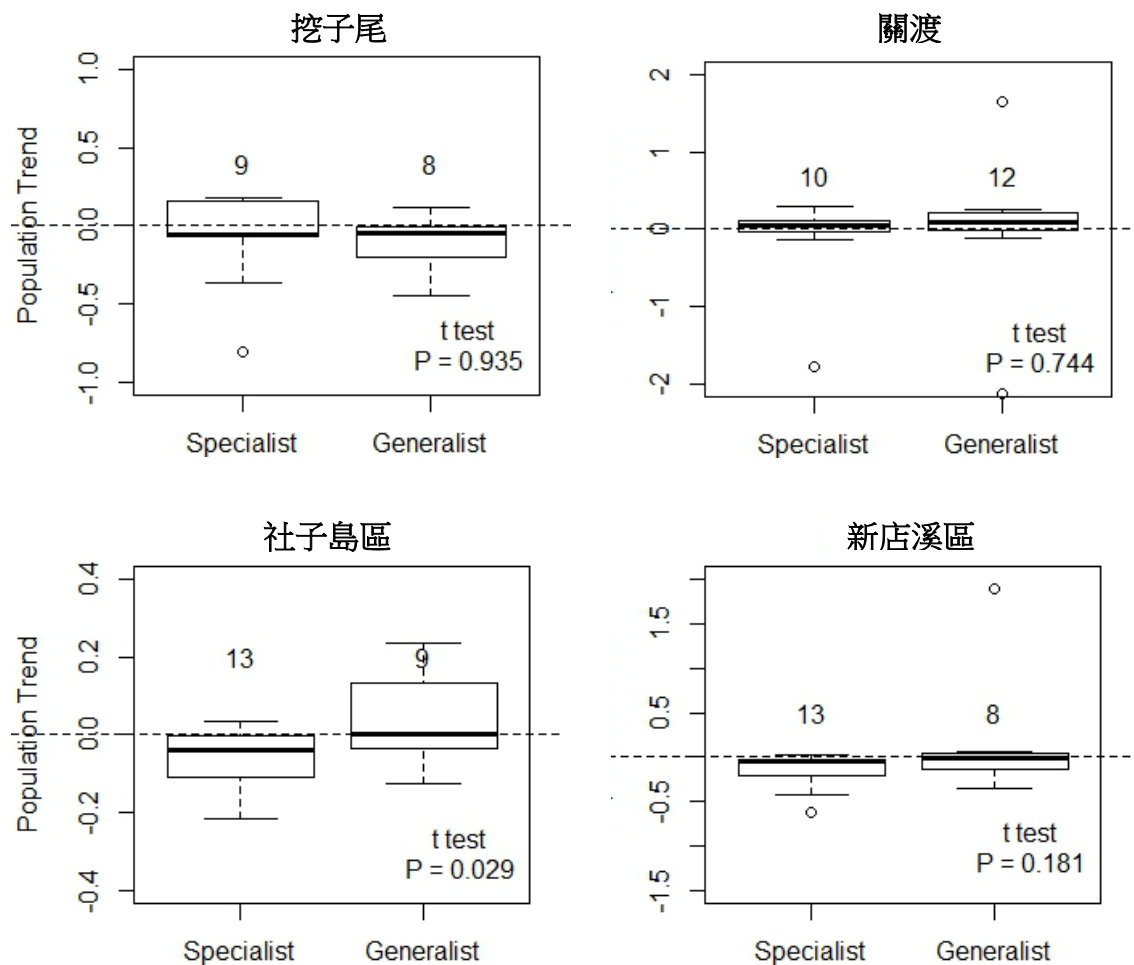 挖子尾
Population Trend
1.0
0.5
0.0
-0.5
-1.0
9
8
t test
P = 0.935
Specialist
Generalist
關渡
2
1
0
-1
-2
10
12
t test
P = 0.744
Specialist
Generalist
社子島區
Population Trend
0.4
0.2
0.0
-0.2
-0.4
13
9
t test
P = 0.029
Specialist
Generalist
新店溪區
1.5
0.5
-0.5
-1.5
13
8
t test
P = 0.181
Specialist
Generalist